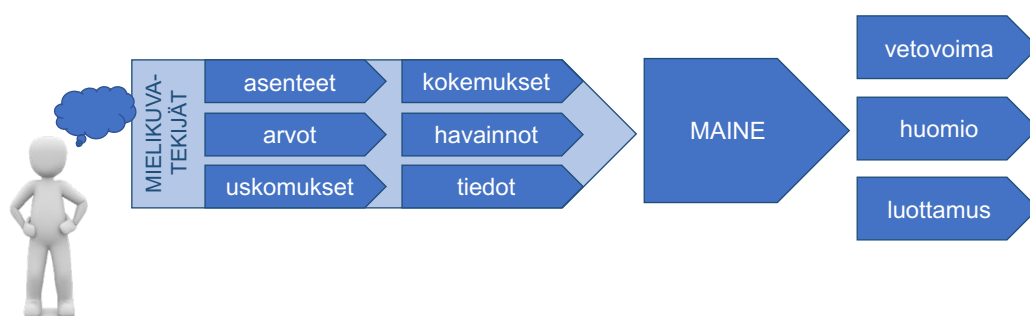 MIELIKUVA-
TEKIJÄT
asenteet
arvot
uskomukset
kokemukset
havainnot
tiedot
MAINE
vetovoima
huomio
luottamus